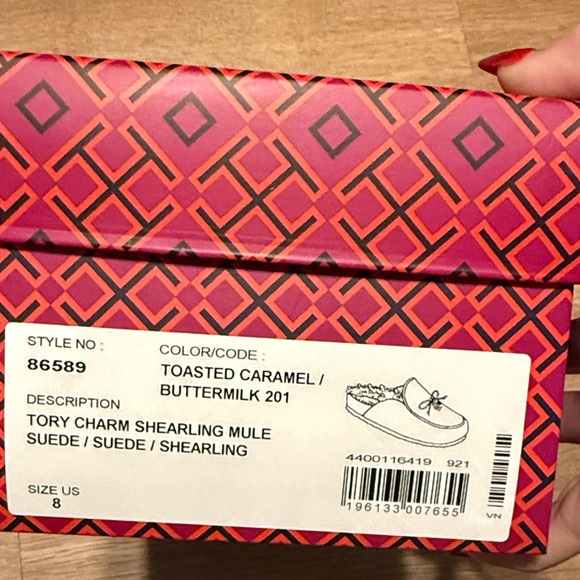 STYLE NO :
86589
COLOR/CODE :
TOASTED CARAMEL /
BUTTERMILK 201
DESCRIPTION
TORY CHARM SHEARLING MULE
SUEDE / SUEDE / SHEARLING
SIZE US
8
4400116419 921
196133 007655
VN